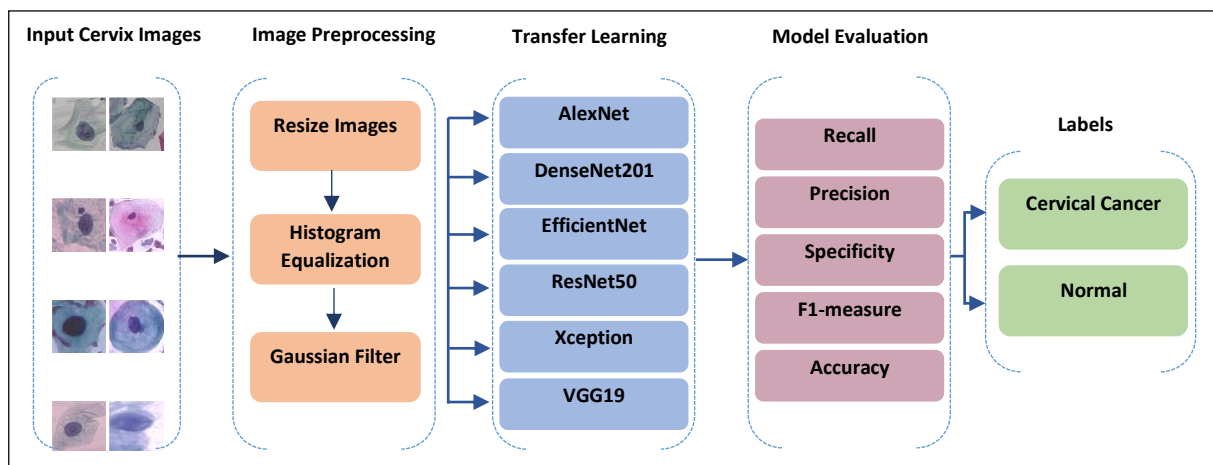 Input Cervix Images
Image Preprocessing
Transfer Learning
Model Evaluation
Resize Images
Histogram
Equalization
Gaussian Filter
AlexNet
DenseNet201
EfficientNet
ResNet50
Xception
VGG19
Recall
Precision
Specificity
F1-measure
Accuracy
Labels
Cervical Cancer
Normal